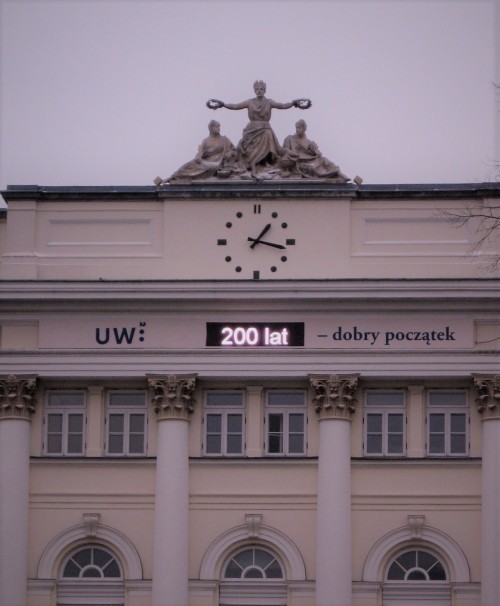 UW 200 lat – dobry początek